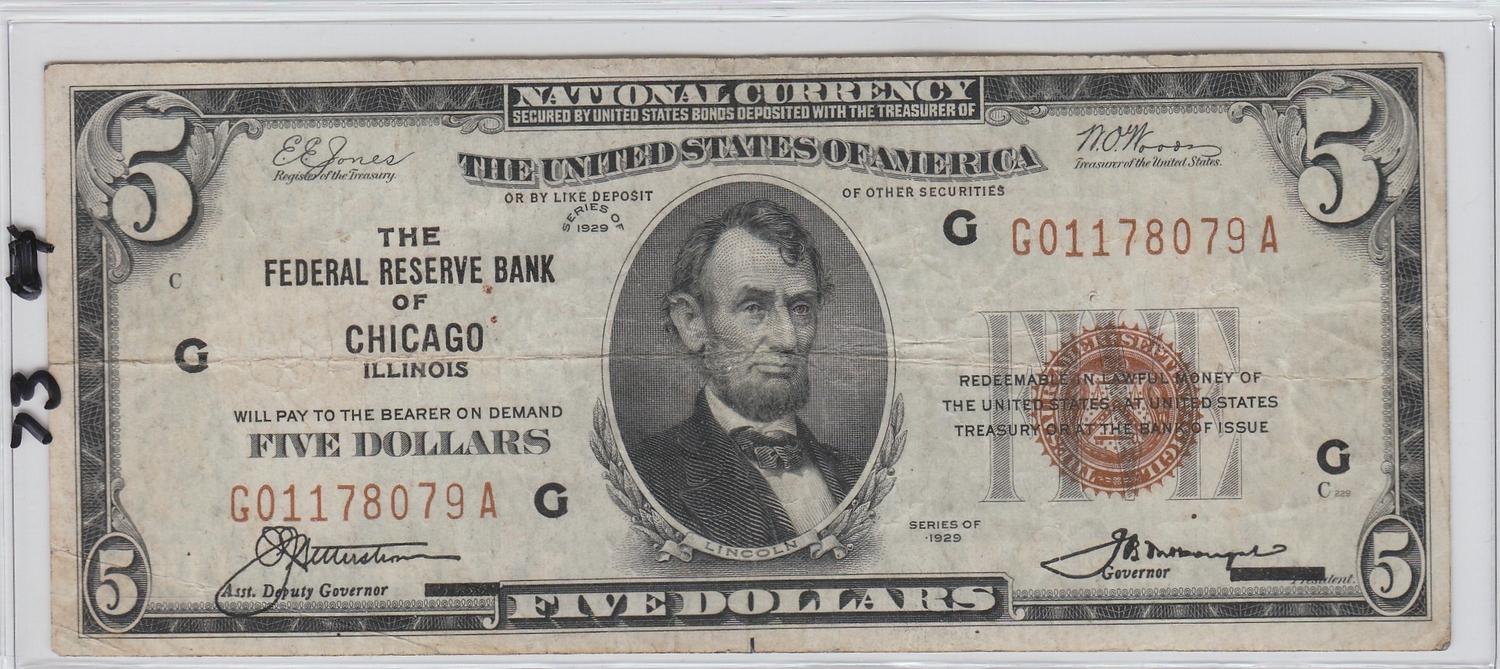 NATIONAL CURRENCY
SECURED BY UNITED STATES BONDS DEPOSITED WITH THE TREASURER OF
THE UNITED STATES OF AMERICA
OR BY LIKE DEPOSIT OF OTHER SECURITIES
5
5
E E Jones
Register of the Treasury.
W.O. Woods
Treasurer of the United States.
SERIES OF
1929
THE
FEDERAL RESERVE BANK
OF
CHICAGO
ILLINOIS
C
G
G
G01178079A
WILL PAY TO THE BEARER ON DEMAND
FIVE DOLLARS
G01178079A
G
FIVE
REDEEMABLE IN LAWFUL MONEY OF
THE UNITED STATES AT UNITED STATES
TREASURY OR AT THE BANK OF ISSUE
G
C 229
LINCOLN
SERIES OF
1929
Asst. Deputy Governor
Governor
President.
5
FIVE DOLLARS
5
73